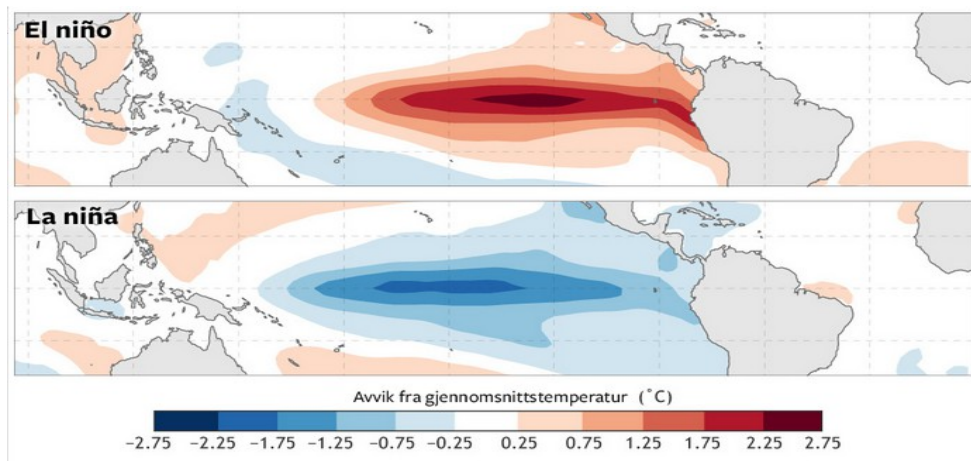 El niño
La niña
Avvik fra gjennomsnittstemperatur (°C)
−2.75 −2.25 −1.75 −1.25 −0.75 −0.25 0.25 0.75 1.25 1.75 2.25 2.75